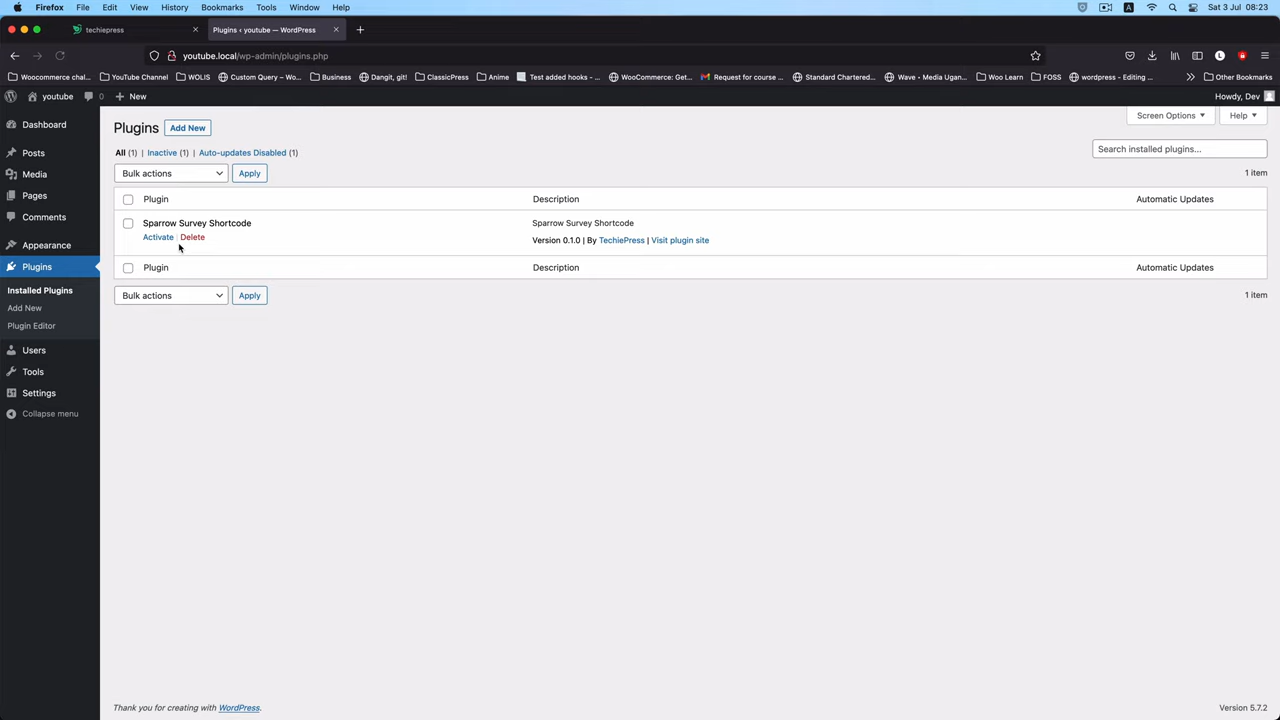 Firefox File Edit View History Bookmarks Tools Window Help A Sat 3 Jul 08:23
techiepress Plugins ‹ youtube — WordPress
youtube.local/wp-admin/plugins.php L
Woocommerce chal... YouTube Channel WOLIS Custom Query – Wo... Business Dangit, git! ClassicPress Anime Test added hooks - ... WooCommerce: Get... Request for course ... Standard Chartered... Wave • Media Ugan... Woo Learn FOSS wordpress - Editing ... Other Bookmarks
youtube 0 New Howdy, Dev
Dashboard
Posts
Media
Pages
Comments
Appearance
Plugins
Installed Plugins
Add New
Plugin Editor
Users
Tools
Settings
Collapse menu
Screen Options Help
Plugins Add New
All (1) | Inactive (1) | Auto-updates Disabled (1)
Search installed plugins...
Bulk actions Apply 1 item
Plugin Description Automatic Updates
Sparrow Survey Shortcode Sparrow Survey Shortcode
Activate | Delete Version 0.1.0 | By TechiePress | Visit plugin site
Plugin Description Automatic Updates
Bulk actions Apply 1 item
Thank you for creating with WordPress. Version 5.7.2